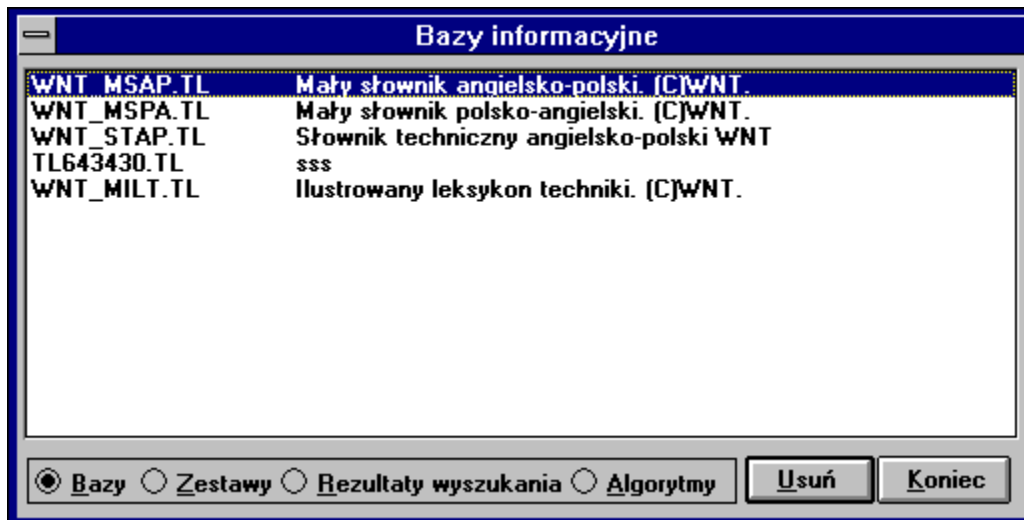 Bazy informacyjne
WNT_MSAP.TL Mały słownik angielsko-polski. (C)WNT.
WNT_MSPA.TL Mały słownik polsko-angielski. (C)WNT.
WNT_STAP.TL Słownik techniczny angielsko-polski WNT
TL643430.TL sss
WNT_MILT.TL Ilustrowany leksykon techniki. (C)WNT.
Bazy Zestawy Rezultaty wyszukania Algorytmy Usuń Koniec